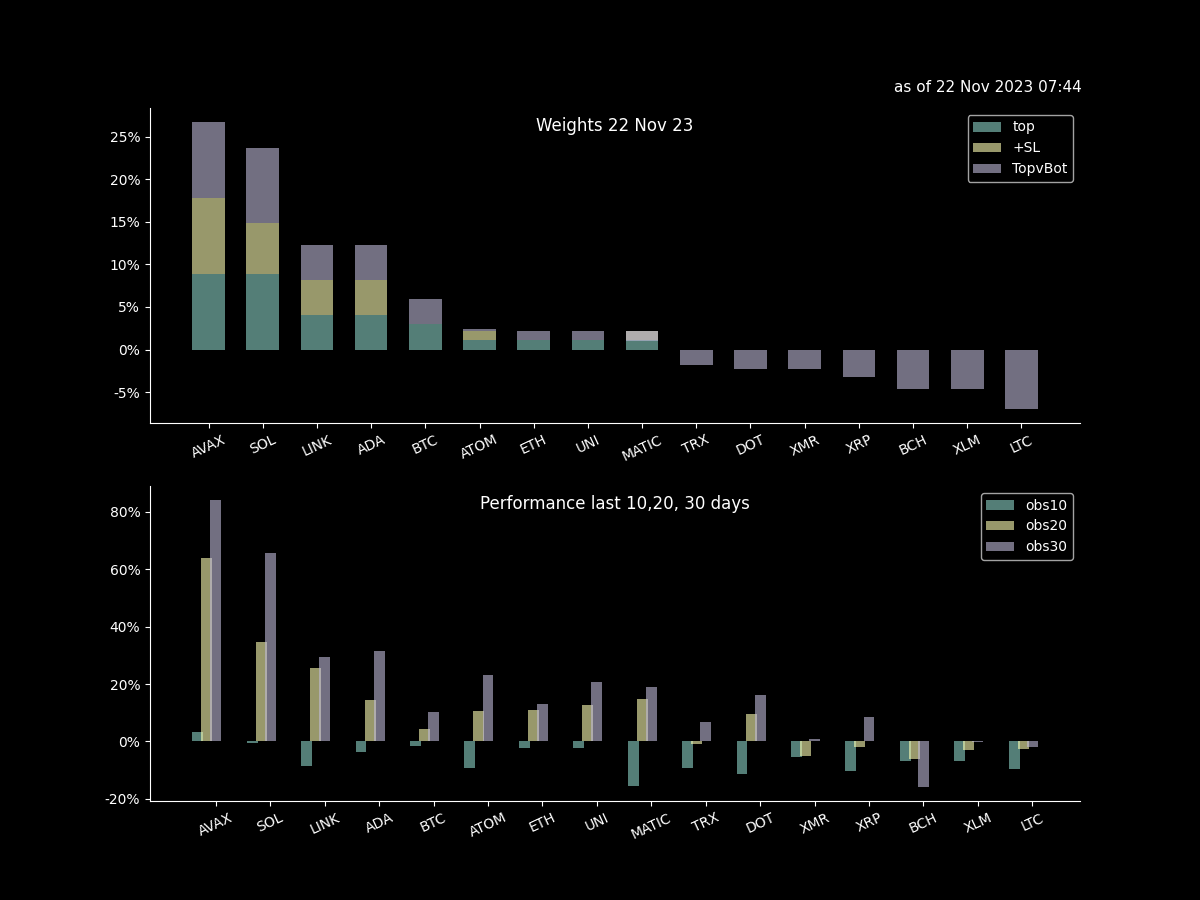 as of 22 Nov 2023 07:44
Weights 22 Nov 23
top
+SL
TopvBot
25%
20%
15%
10%
5%
0%
-5%
AVAX SOL LINK ADA BTC ATOM ETH UNI MATIC TRX DOT XMR XRP BCH XLM LTC
Performance last 10,20, 30 days
obs10
obs20
obs30
80%
60%
40%
20%
0%
-20%
AVAX SOL LINK ADA BTC ATOM ETH UNI MATIC TRX DOT XMR XRP BCH XLM LTC